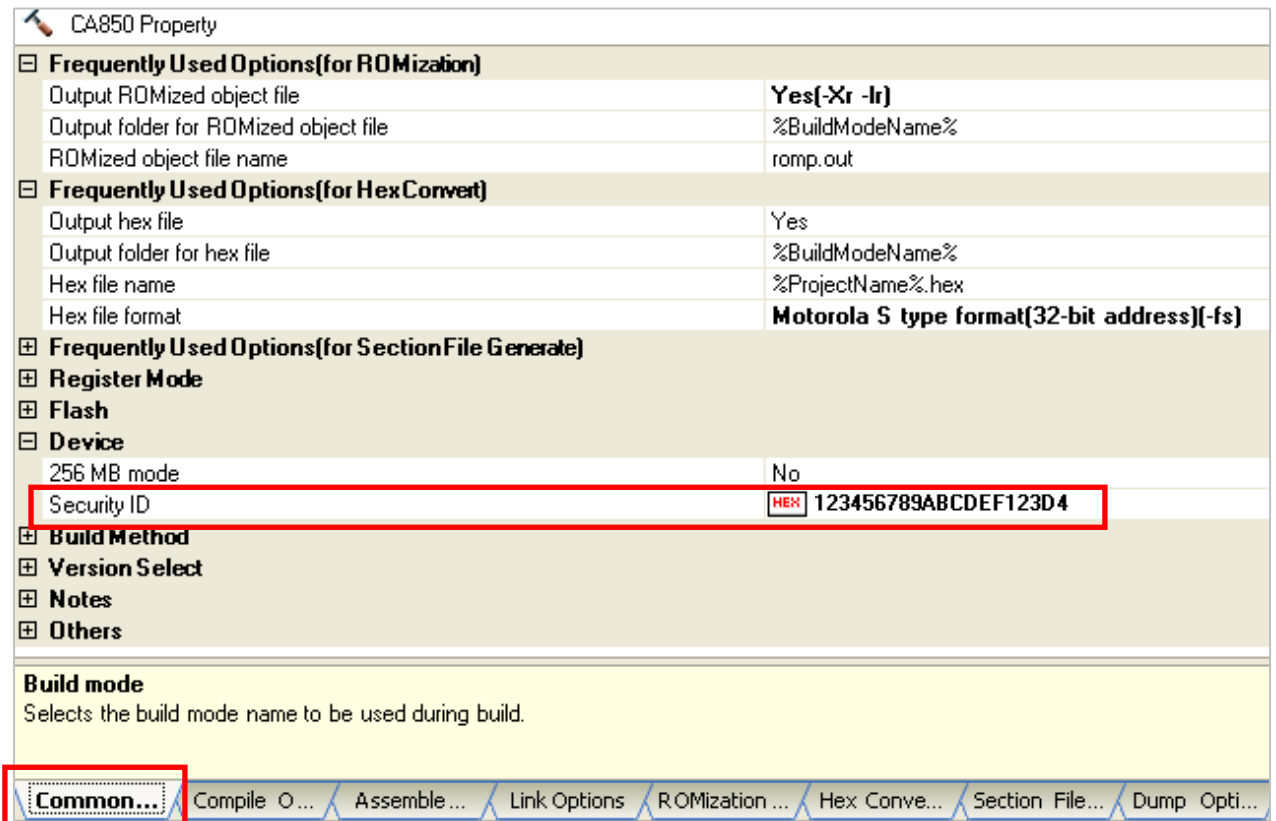 CA850 Property
Frequently Used Options(for ROMization)
Output ROMized object file Yes(-Xr -lr)
Output folder for ROMized object file %BuildModeName%
ROMized object file name romp.out
Frequently Used Options(for Hex Convert)
Output hex file Yes
Output folder for hex file %BuildModeName%
Hex file name %ProjectName%.hex
Hex file format Motorola S type format(32-bit address)(-fs)
Frequently Used Options(for Section File Generate)
Register Mode
Flash
Device
256 MB mode No
Security ID HEX 123456789ABCDEF123D4
Build Method
Version Select
Notes
Others
Build mode
Selects the build mode name to be used during build.
Common... Compile O... Assemble... Link Options ROMization ... Hex Conve... Section File... Dump Opti...